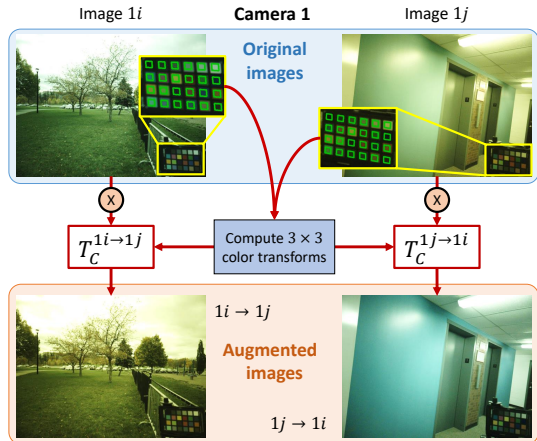 Image 1i
Camera 1
Image 1j
Original
images
X
X
T_C^{1i→1j}
Compute 3 × 3
color transforms
T_C^{1j→1i}
1i → 1j
Augmented
images
1j → 1i